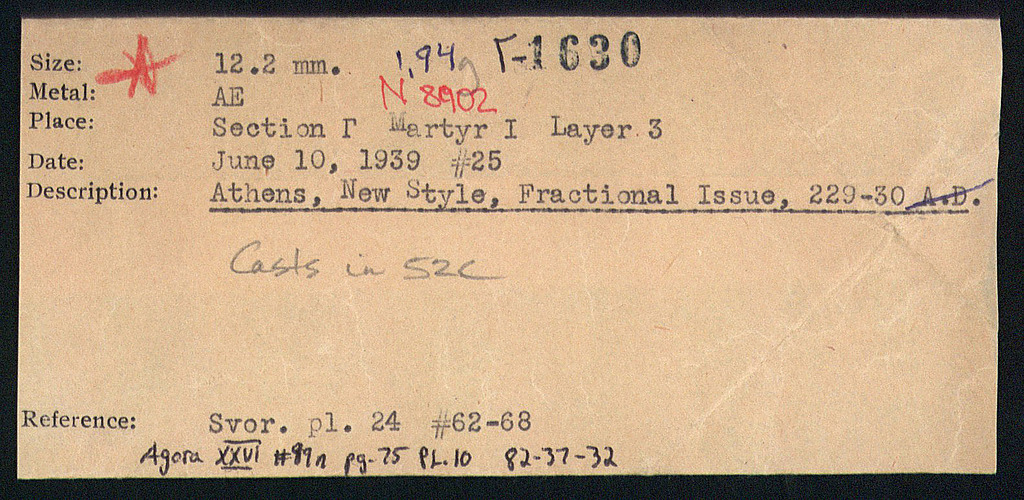 Size: 12.2 mm. 1,94g Γ-1630
Metal: AE N 8902
Place: Section Γ Martyr I Layer 3
Date: June 10, 1939 #25
Description: Athens, New Style, Fractional Issue, 229-30 A.D.
Casts in 52C
Reference: Svor. pl. 24 #62-68
Agora XXVI #99n pg-75 PL.10 82-37-32